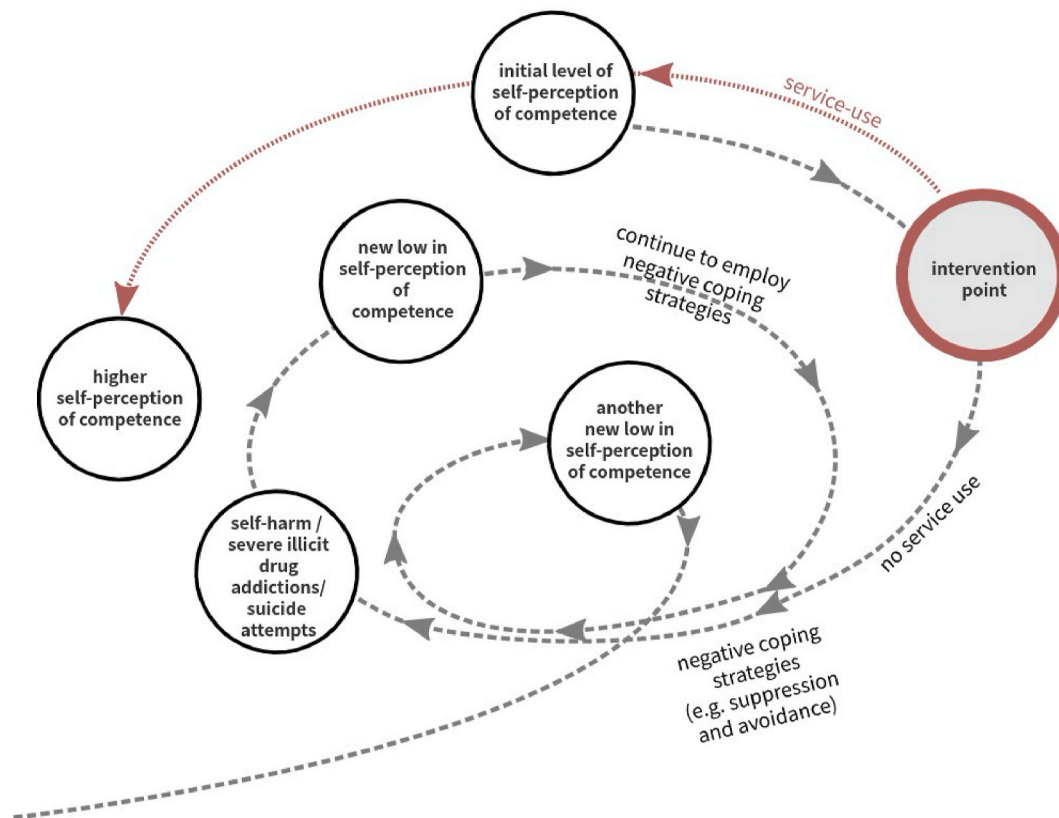 initial level of
self-perception
of competence
service-use
new low in
self-perception
of
competence
continue to employ
negative coping
strategies
intervention
point
higher
self-perception
of competence
another
new low in
self-perception
of competence
self-harm /
severe illicit
drug
addictions/
suicide
attempts
no service use
negative coping
strategies
(e.g. suppression
and avoidance)